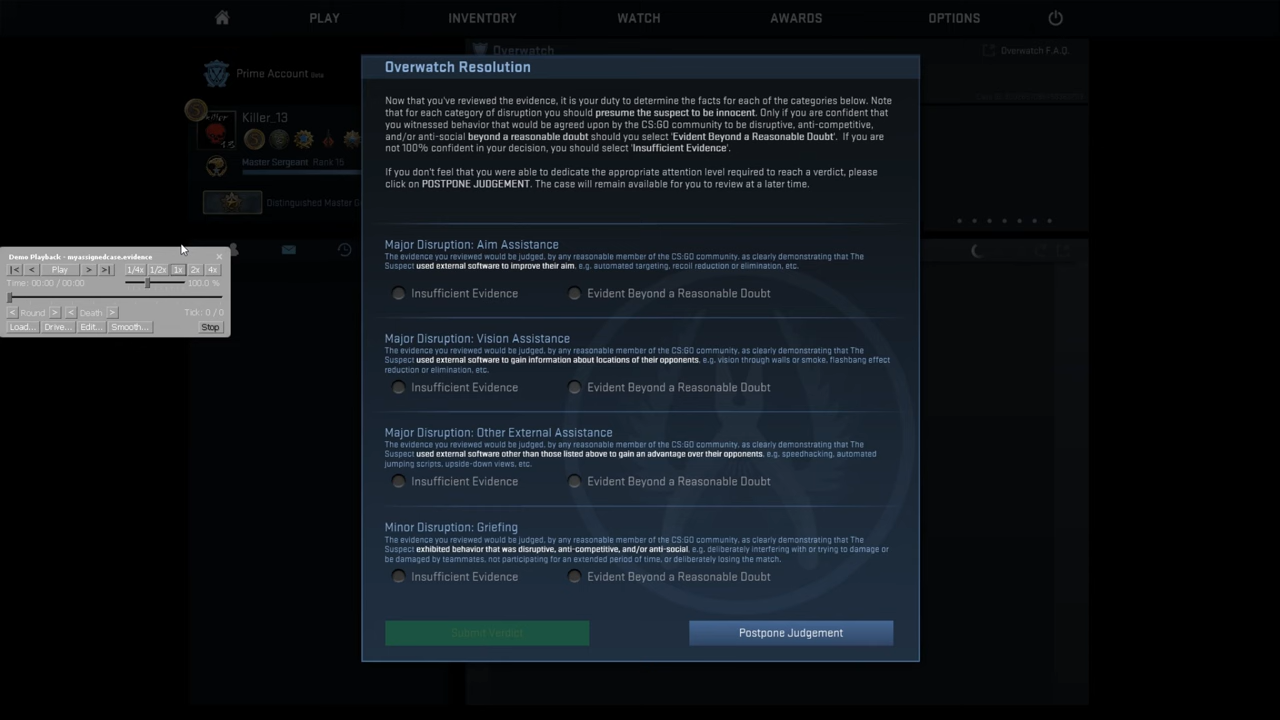 PLAY
INVENTORY
WATCH
AWARDS
OPTIONS
Overwatch
Overwatch F.A.Q.
Prime Account Beta
Killer_13
Master Sergeant Rank 15
Distinguished Master G
Overwatch Resolution
Now that you've reviewed the evidence, it is your duty to determine the facts for each of the categories below. Note
that for each category of disruption you should presume the suspect to be innocent. Only if you are confident that
you witnessed behavior that would be agreed upon by the CS:GO community to be disruptive, anti-competitive,
and/or anti-social beyond a reasonable doubt should you select 'Evident Beyond a Reasonable Doubt'. If you are
not 100% confident in your decision, you should select 'Insufficient Evidence'.
If you don't feel that you were able to dedicate the appropriate attention level required to reach a verdict, please
click on POSTPONE JUDGEMENT. The case will remain available for you to review at a later time.
Major Disruption: Aim Assistance
The evidence you reviewed would be judged, by any reasonable member of the CS:GO community, as clearly demonstrating that The
Suspect used external software to improve their aim. e.g. automated targeting, recoil reduction or elimination, etc.
Insufficient Evidence
Evident Beyond a Reasonable Doubt
Major Disruption: Vision Assistance
The evidence you reviewed would be judged, by any reasonable member of the CS:GO community, as clearly demonstrating that The
Suspect used external software to gain information about locations of their opponents. e.g. vision through walls or smoke, flashbang effect
reduction or elimination, etc.
Insufficient Evidence
Evident Beyond a Reasonable Doubt
Major Disruption: Other External Assistance
The evidence you reviewed would be judged, by any reasonable member of the CS:GO community, as clearly demonstrating that The
Suspect used external software other than those listed above to gain an advantage over their opponents. e.g. speedhacking, automated
jumping scripts, upside-down views, etc.
Insufficient Evidence
Evident Beyond a Reasonable Doubt
Minor Disruption: Griefing
The evidence you reviewed would be judged, by any reasonable member of the CS:GO community, as clearly demonstrating that The
Suspect exhibited behavior that was disruptive, anti-competitive, and/or anti-social. e.g. deliberately interfering with or trying to damage or
be damaged by teammates, not participating for an extended period of time, or deliberately losing the match.
Insufficient Evidence
Evident Beyond a Reasonable Doubt
Submit Verdict
Postpone Judgement
Demo Playback - myassignedcase.evidence
|< < Play > >| 1/4x 1/2x 1x 2x 4x
Time: 00:00 / 00:00
100.0 %
< Round > < Death > Tick: 0 / 0
Load... Drive... Edit... Smooth... Stop